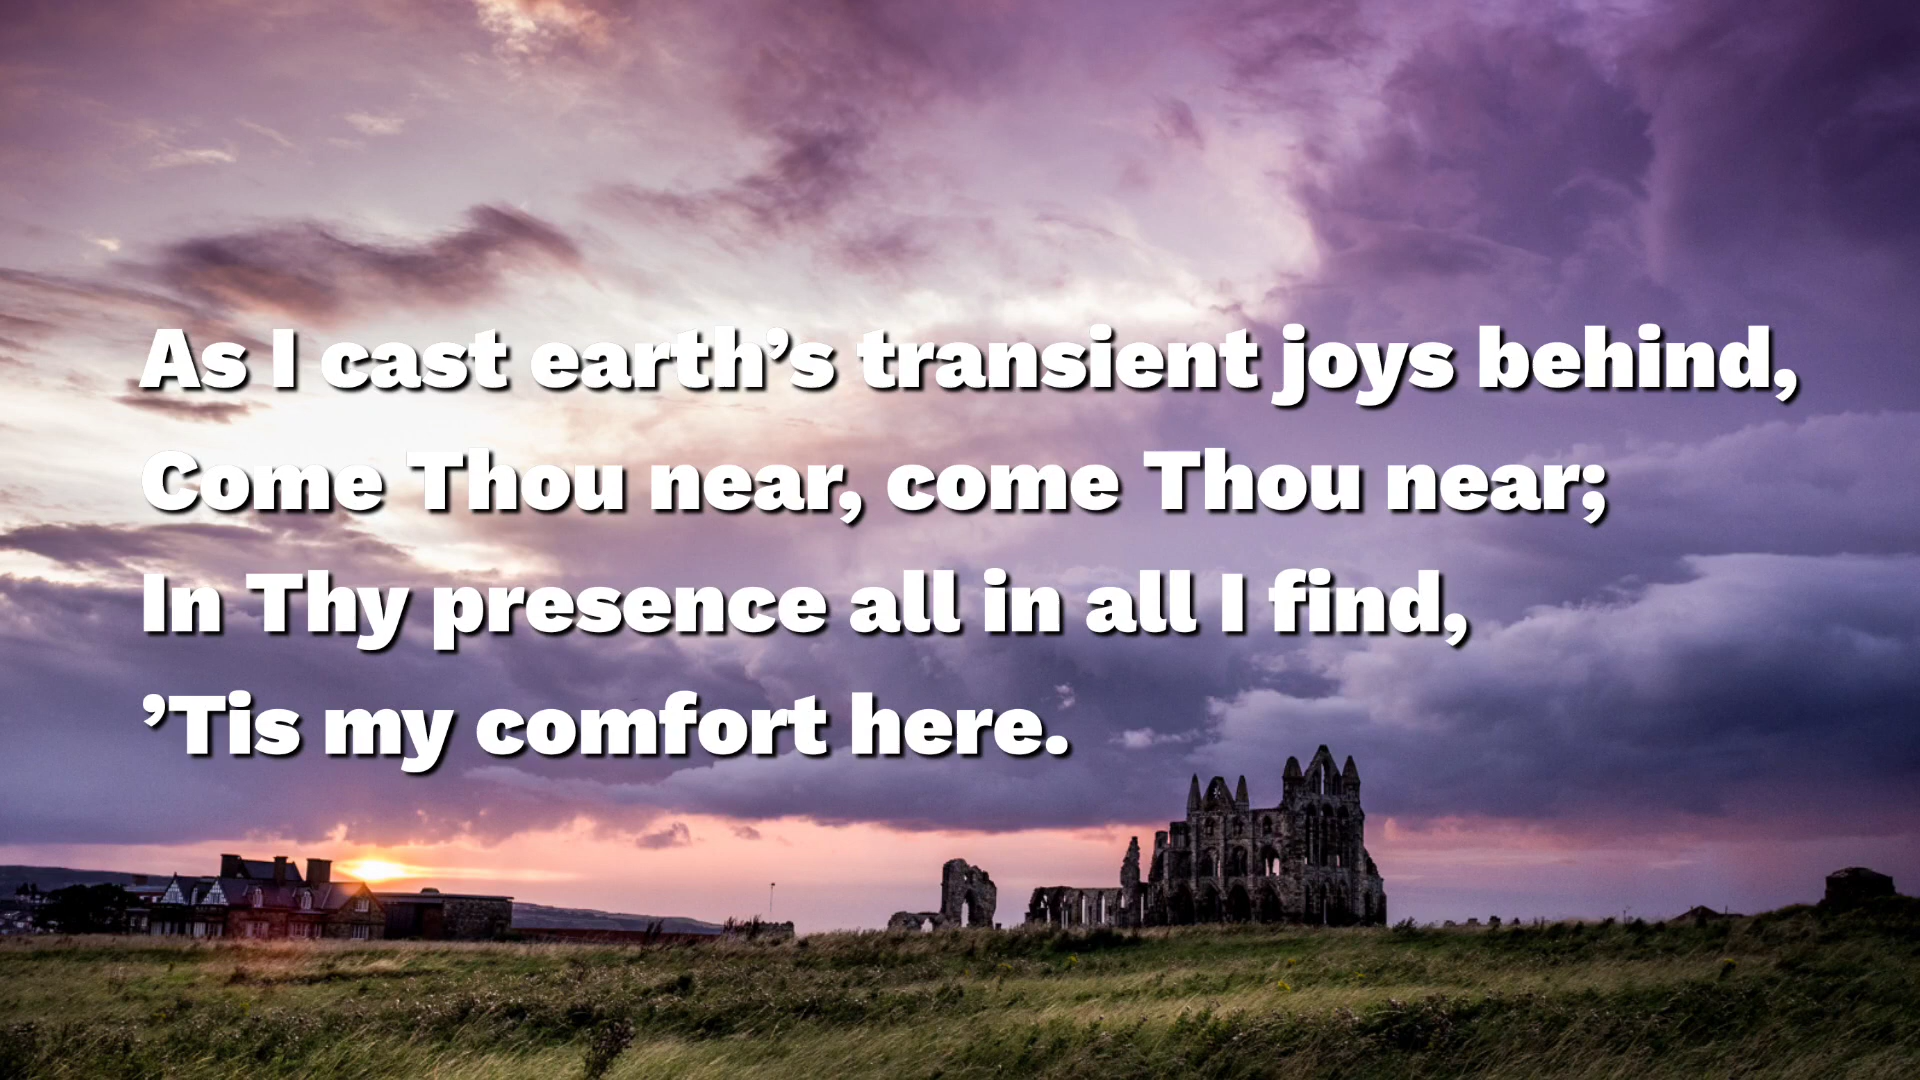 As I cast earth’s transient joys behind,
Come Thou near, come Thou near;
In Thy presence all in all I find,
’Tis my comfort here.